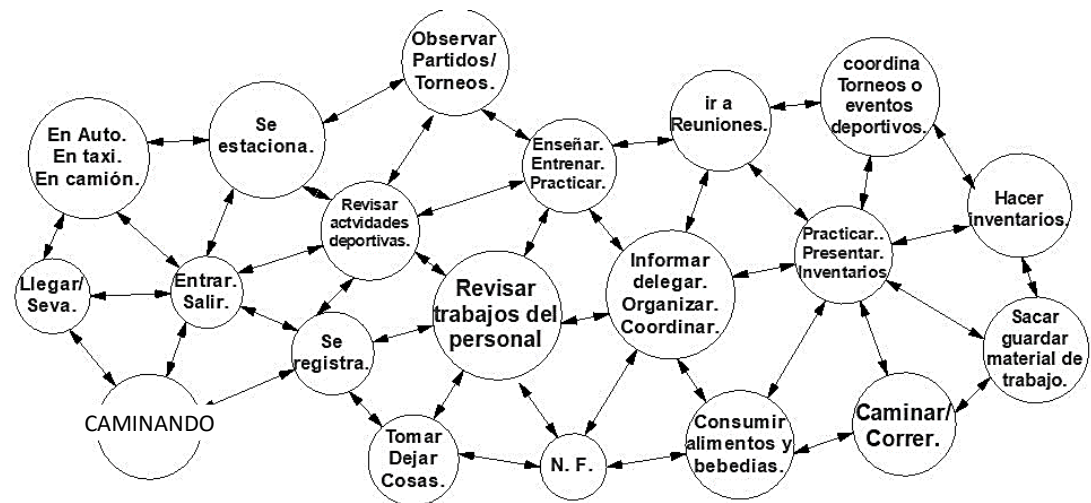 Observar
Partidos/
Torneos.
coordina
Torneos o
eventos
deportivos.
ir a
Reuniones.
Se
estaciona.
En Auto.
En taxi.
En camión.
Enseñar.
Entrenar.
Practicar.
Revisar
actvidades
deportivas.
Hacer
inventarios.
Practicar..
Presentar.
Inventarios
Llegar/
Seva.
Entrar.
Salir.
Revisar
trabajos del
personal
Informar
delegar.
Organizar.
Coordinar.
Sacar
guardar
material de
trabajo.
Se
registra.
CAMINANDO
Tomar
Dejar
Cosas.
N. F.
Consumir
alimentos y
bebedias.
Caminar/
Correr.